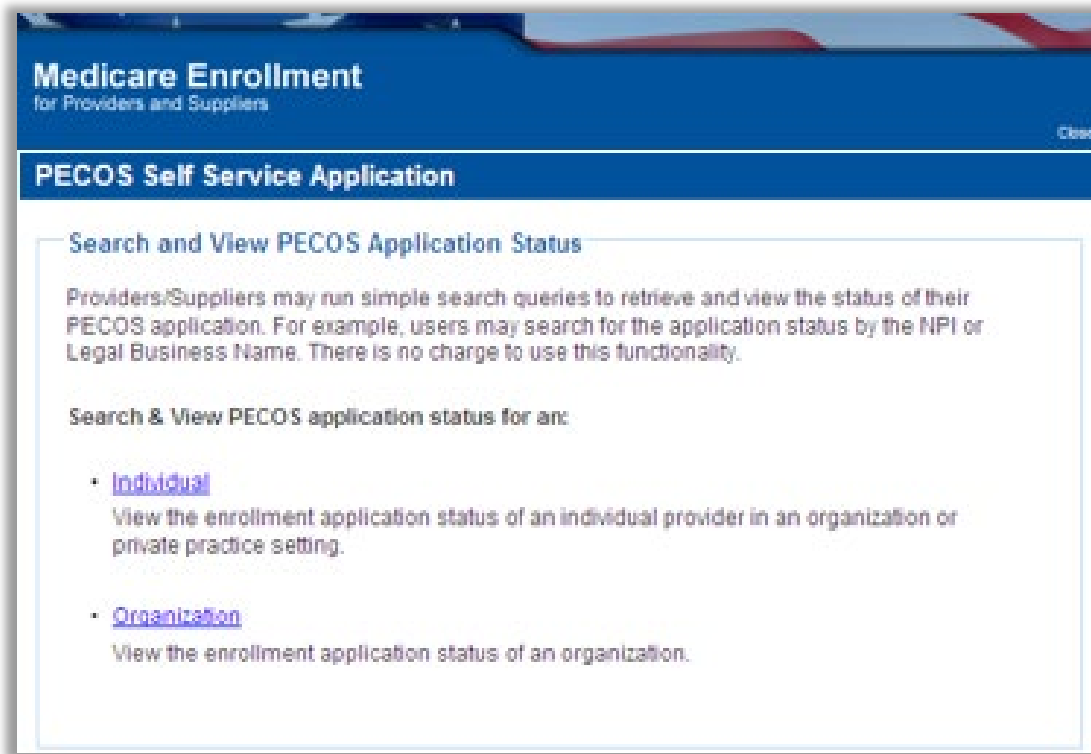 Medicare Enrollment
for Providers and Suppliers
Close
PECOS Self Service Application
Search and View PECOS Application Status
Providers/Suppliers may run simple search queries to retrieve and view the status of their
PECOS application. For example, users may search for the application status by the NPI or
Legal Business Name. There is no charge to use this functionality.
Search & View PECOS application status for an:
• Individual
View the enrollment application status of an individual provider in an organization or
private practice setting.
• Organization
View the enrollment application status of an organization.